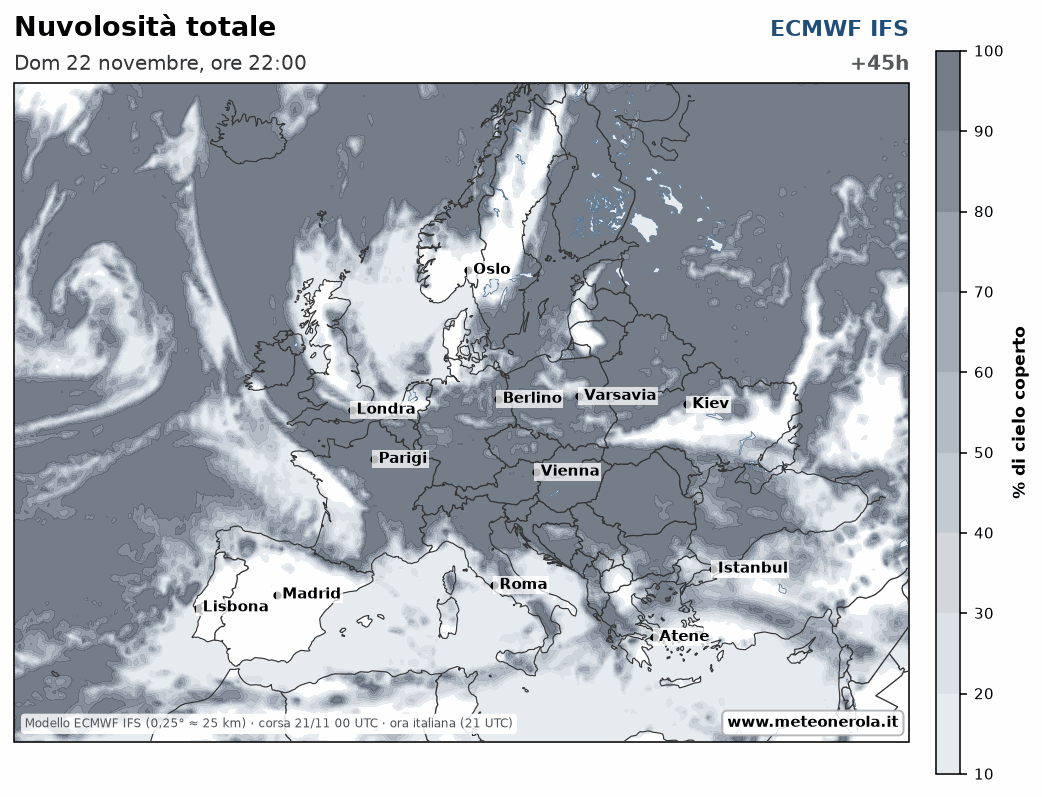 Nuvolosità totale
ECMWF IFS
Dom 22 novembre, ore 22:00
+45h
100
90
80
70
60
50
40
30
20
10
% di cielo coperto
Oslo
Londra
Berlino
Varsavia
Kiev
Parigi
Vienna
Istanbul
Roma
Madrid
Lisbona
Atene
Modello ECMWF IFS (0,25° ≈ 25 km) · corsa 21/11 00 UTC · ora italiana (21 UTC)
www.meteonerola.it